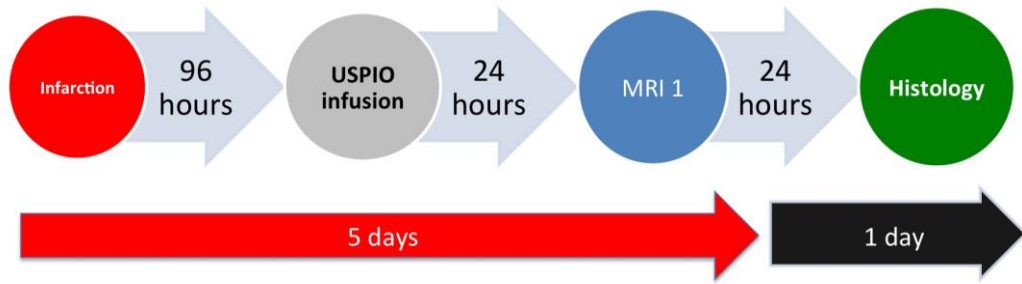 Infarction
96
hours
USPIO
infusion
24
hours
MRI 1
24
hours
Histology
5 days
1 day